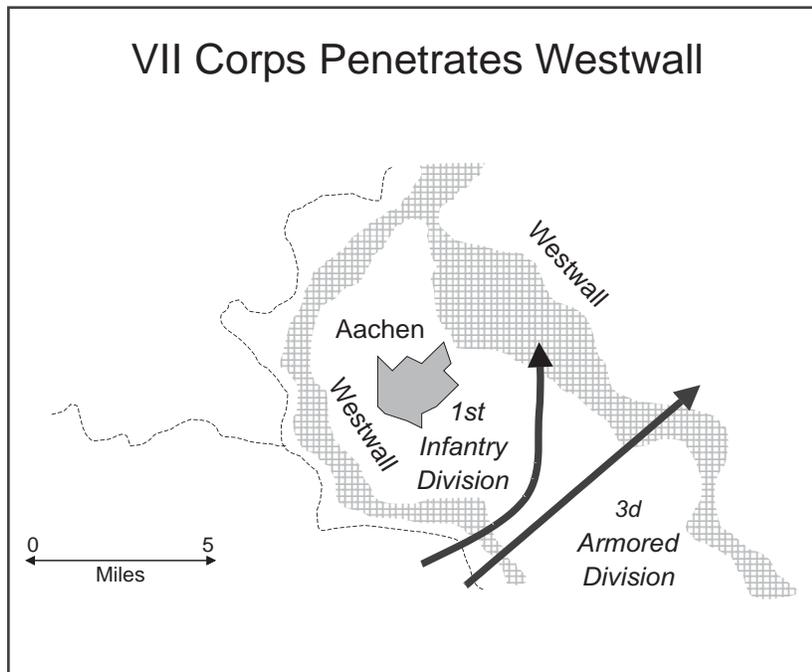 VII Corps Penetrates Westwall
Westwall
Aachen
Westwall
1st
Infantry
Division
3d
Armored
Division
0 5
Miles